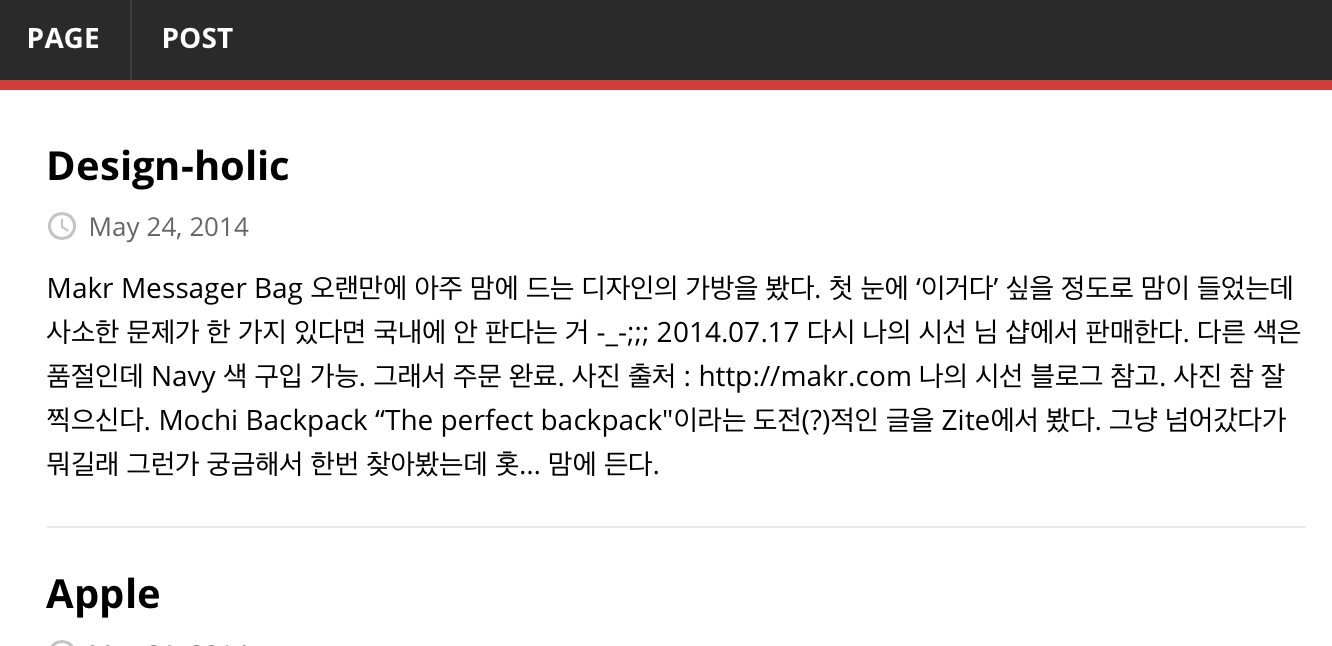 PAGE
POST
Design-holic
May 24, 2014
Makr Messager Bag 오랜만에 아주 맘에 드는 디자인의 가방을 봤다. 첫 눈에 ‘이거다’ 싶을 정도로 맘이 들었는데
사소한 문제가 한 가지 있다면 국내에 안 판다는 거 -_-;;; 2014.07.17 다시 나의 시선 님 샵에서 판매한다. 다른 색은
품절인데 Navy 색 구입 가능. 그래서 주문 완료. 사진 출처 : http://makr.com 나의 시선 블로그 참고. 사진 참 잘
찍으신다. Mochi Backpack “The perfect backpack"이라는 도전(?)적인 글을 Zite에서 봤다. 그냥 넘어갔다가
뭐길래 그런가 궁금해서 한번 찾아봤는데 홋... 맘에 든다.
Apple